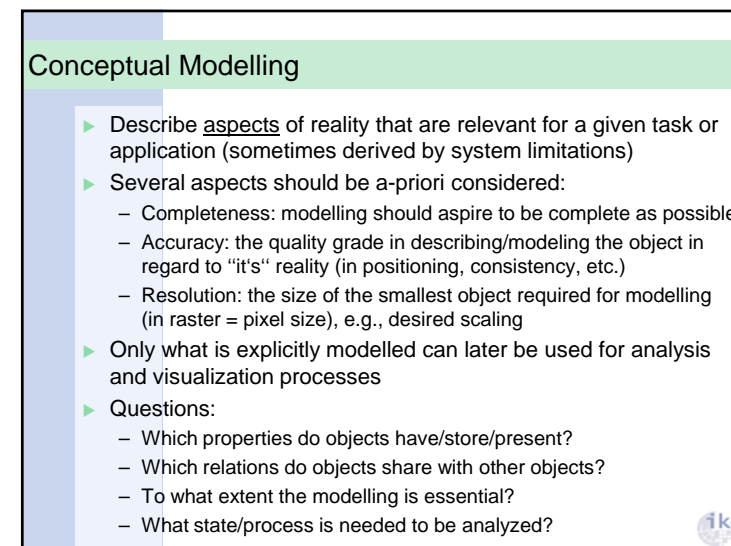 Conceptual Modelling
► Describe aspects of reality that are relevant for a given task or
application (sometimes derived by system limitations)
► Several aspects should be a-priori considered:
– Completeness: modelling should aspire to be complete as possible
– Accuracy: the quality grade in describing/modeling the object in
regard to "it's" reality (in positioning, consistency, etc.)
– Resolution: the size of the smallest object required for modelling
(in raster = pixel size), e.g., desired scaling
► Only what is explicitly modelled can later be used for analysis
and visualization processes
► Questions:
– Which properties do objects have/store/present?
– Which relations do objects share with other objects?
– To what extent the modelling is essential?
– What state/process is needed to be analyzed?